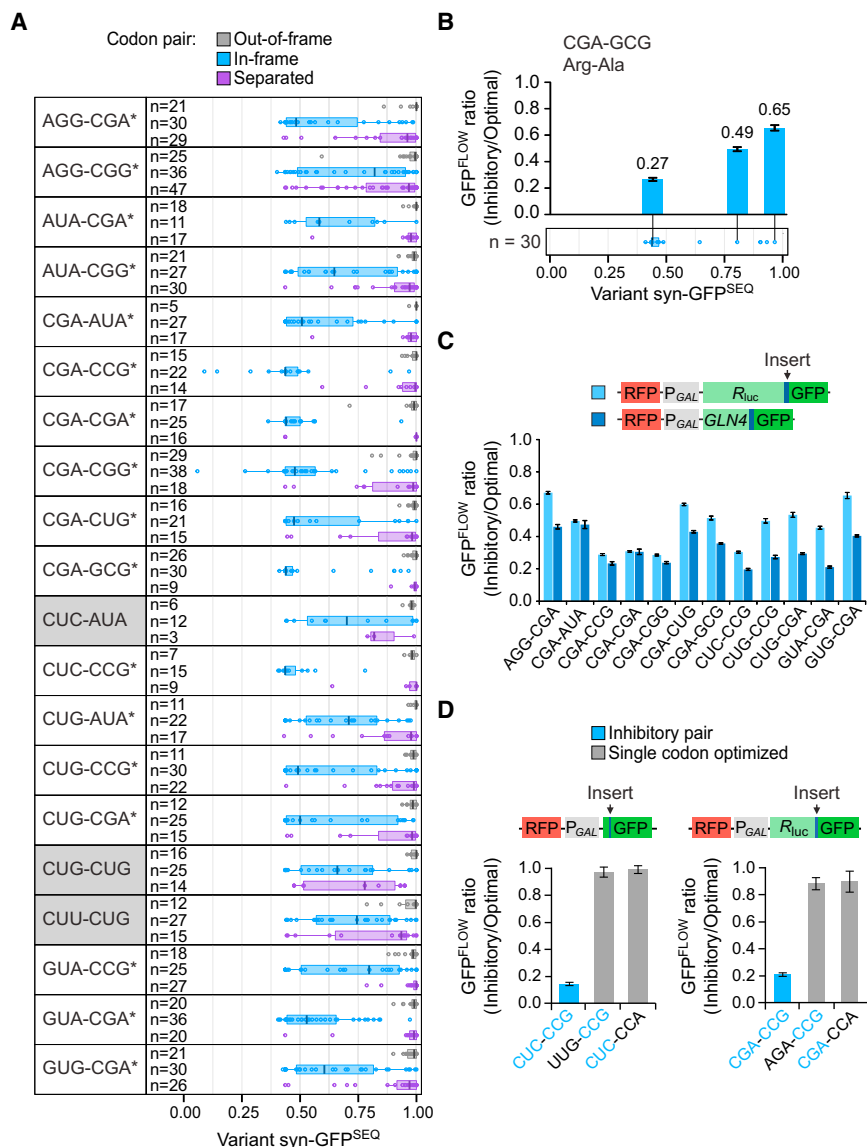 A
Codon pair:
Out-of-frame
In-frame
Separated
AGG-CGA*
n=21
n=30
n=29
AGG-CGG*
n=25
n=36
n=47
AUA-CGA*
n=18
n=11
n=17
AUA-CGG*
n=21
n=27
n=30
CGA-AUA*
n=5
n=27
n=17
CGA-CCG*
n=15
n=22
n=14
CGA-CGA*
n=17
n=25
n=16
CGA-CGG*
n=29
n=38
n=18
CGA-CUG*
n=16
n=21
n=15
CGA-GCG*
n=26
n=30
n=9
CUC-AUA
n=6
n=12
n=3
CUC-CCG*
n=7
n=15
n=9
CUG-AUA*
n=11
n=22
n=17
CUG-CCG*
n=11
n=30
n=22
CUG-CGA*
n=12
n=25
n=15
CUG-CUG
n=16
n=25
n=14
CUU-CUG
n=12
n=27
n=15
GUA-CCG*
n=18
n=25
n=27
GUA-CGA*
n=20
n=36
n=20
GUG-CGA*
n=21
n=30
n=26
0.00 0.25 0.50 0.75 1.00
Variant syn-GFP^SEQ
B
CGA-GCG
Arg-Ala
GFP^FLOW ratio
(Inhibitory/Optimal)
1.0
0.8
0.6
0.4
0.2
0.0
0.27
0.49
0.65
n = 30
0.00 0.25 0.50 0.75 1.00
Variant syn-GFP^SEQ
C
Insert
RFP P_GAL R_luc GFP
RFP P_GAL GLN4 GFP
GFP^FLOW ratio
(Inhibitory/Optimal)
1.0
0.8
0.6
0.4
0.2
0.0
AGG-CGA
CGA-AUA
CGA-CCG
CGA-CGA
CGA-CGG
CGA-CUG
CGA-GCG
CUC-CCG
CUG-CCG
CUG-CGA
GUA-CGA
GUG-CGA
D
Inhibitory pair
Single codon optimized
Insert
RFP P_GAL GFP
GFP^FLOW ratio
(Inhibitory/Optimal)
1.0
0.8
0.6
0.4
0.2
0.0
CUC-CCG
UUG-CCG
CUC-CCA
Insert
RFP P_GAL R_luc GFP
GFP^FLOW ratio
(Inhibitory/Optimal)
1.0
0.8
0.6
0.4
0.2
0.0
CGA-CCG
AGA-CCG
CGA-CCA